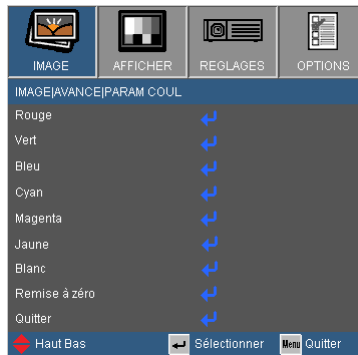 IMAGE AFFICHER REGLAGES OPTIONS
IMAGE|AVANCE|PARAM COUL
Rouge
Vert
Bleu
Cyan
Magenta
Jaune
Blanc
Remise à zéro
Quitter
Haut Bas Sélectionner Menu Quitter